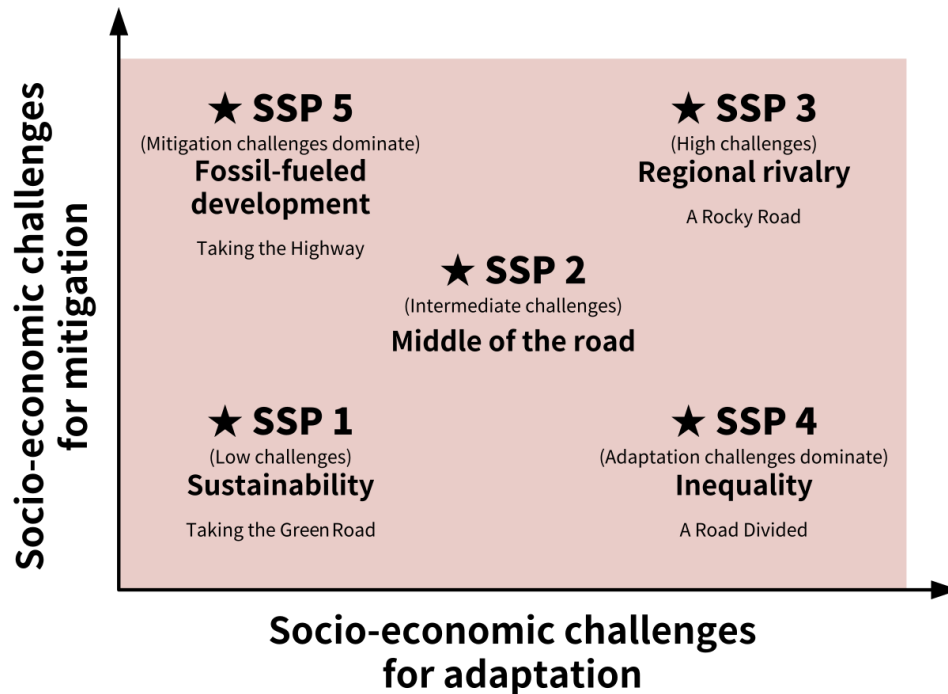 Socio-economic challenges
for mitigation
★ SSP 5
(Mitigation challenges dominate)
Fossil-fueled
development
Taking the Highway
★ SSP 3
(High challenges)
Regional rivalry
A Rocky Road
★ SSP 2
(Intermediate challenges)
Middle of the road
★ SSP 1
(Low challenges)
Sustainability
Taking the Green Road
★ SSP 4
(Adaptation challenges dominate)
Inequality
A Road Divided
Socio-economic challenges
for adaptation